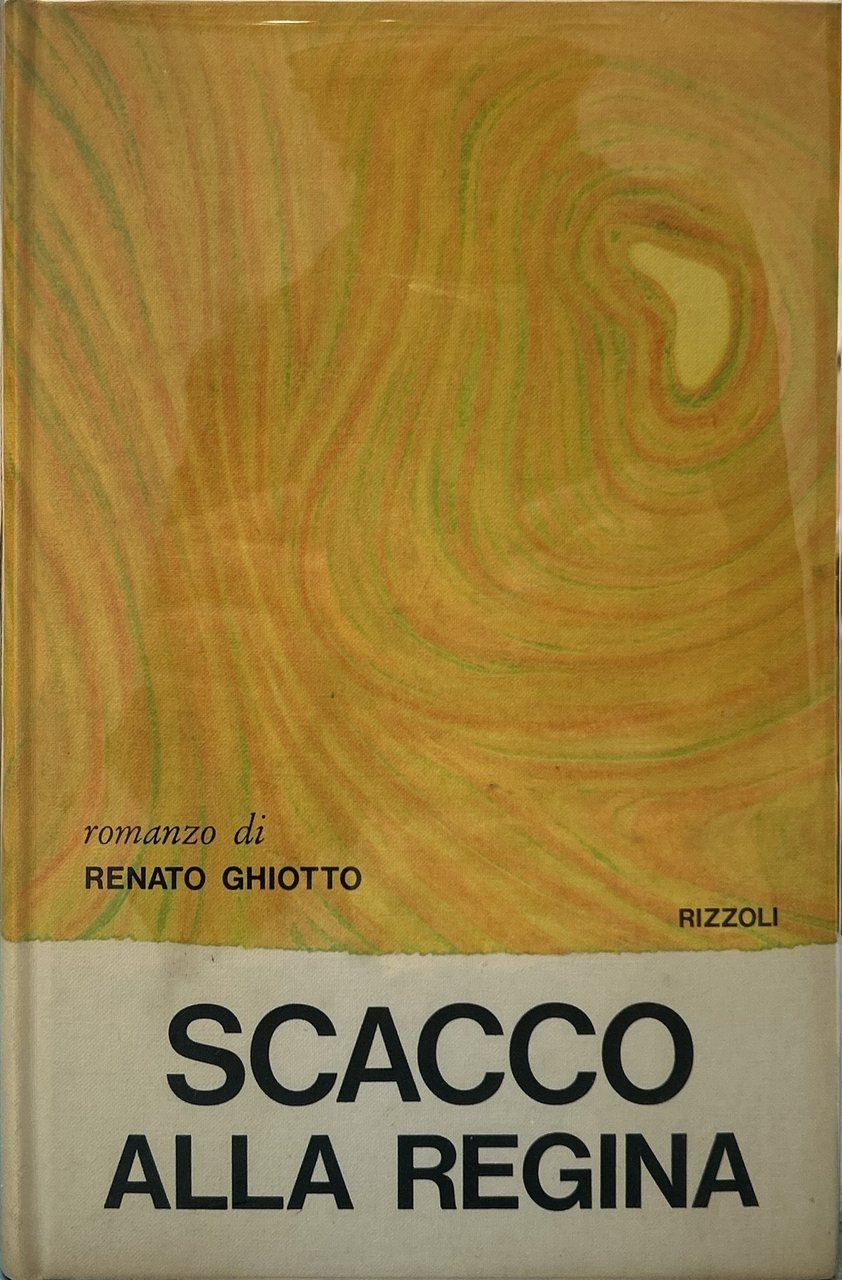 romanzo di
RENATO GHIOTTO
RIZZOLI
SCACCO
ALLA REGINA